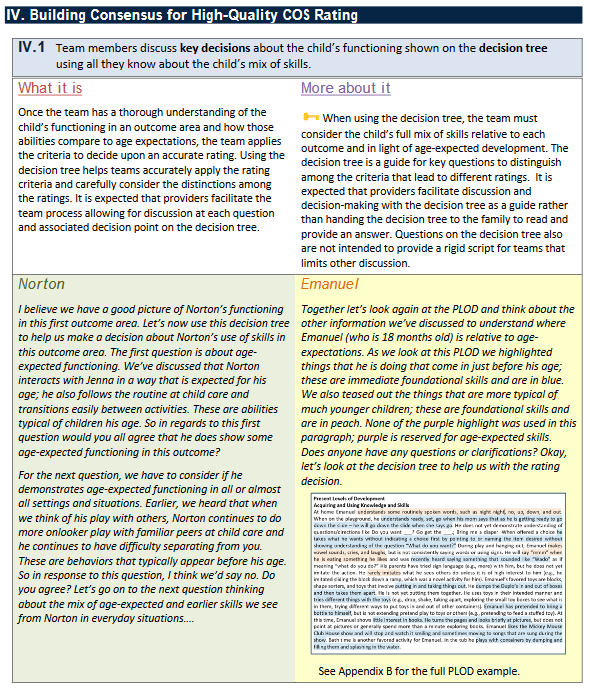 IV. Building Consensus for High-Quality COS Rating
IV.1 Team members discuss key decisions about the child's functioning shown on the decision tree
using all they know about the child's mix of skills.
What it is
Once the team has a thorough understanding of the
child's functioning in an outcome area and how those
abilities compare to age expectations, the team applies
the criteria to decide upon an accurate rating. Using the
decision tree helps teams accurately apply the rating
criteria and carefully consider the distinctions among
the ratings. It is expected that providers facilitate the
team process allowing for discussion at each question
and associated decision point on the decision tree.
More about it
When using the decision tree, the team must
consider the child's full mix of skills relative to each
outcome and in light of age-expected development. The
decision tree is a guide for key questions to distinguish
among the criteria that lead to different ratings. It is
expected that providers facilitate discussion and
decision-making with the decision tree as a guide rather
than handing the decision tree to the family to read and
provide an answer. Questions on the decision tree also
are not intended to provide a rigid script for teams that
limits other discussion.
Norton
I believe we have a good picture of Norton's functioning
in this first outcome area. Let's now use this decision tree
to help us make a decision about Norton's use of skills in
this outcome area. The first question is about age-
expected functioning. We've discussed that Norton
interacts with Jenna in a way that is expected for his
age; he also follows the routine at child care and
transitions easily between activities. These are abilities
typical of children his age. So in regards to this first
question would you all agree that he does show some
age-expected functioning in this outcome?
For the next question, we have to consider if he
demonstrates age-expected functioning in all or almost
all settings and situations. Earlier, we heard that when
we think of his play with others, Norton continues to do
more onlooker play with familiar peers at child care and
he continues to have difficulty separating from you.
These are behaviors that typically appear before his age.
So in response to this question, I think we'd say no. Do
you agree? Let's go on to the next question thinking
about the mix of age-expected and earlier skills we see
from Norton in everyday situations....
Emanuel
Together let's look again at the PLOD and think about the
other information we've discussed to understand where
Emanuel (who is 18 months old) is relative to age-
expectations. As we look at this PLOD we highlighted
things that he is doing that come in just before his age;
these are immediate foundational skills and are in blue.
We also teased out the things that are more typical of
much younger children; these are foundational skills and
are in peach. None of the purple highlight was used in this
paragraph; purple is reserved for age-expected skills.
Does anyone have any questions or clarifications? Okay,
let's look at the decision tree to help us with the rating
decision.
Present Levels of Development
Acquiring and Using Knowledge and Skills
At home Emanuel understands some routinely spoken words, such as night night, no, us, down, and out.
See Appendix B for the full PLOD example.